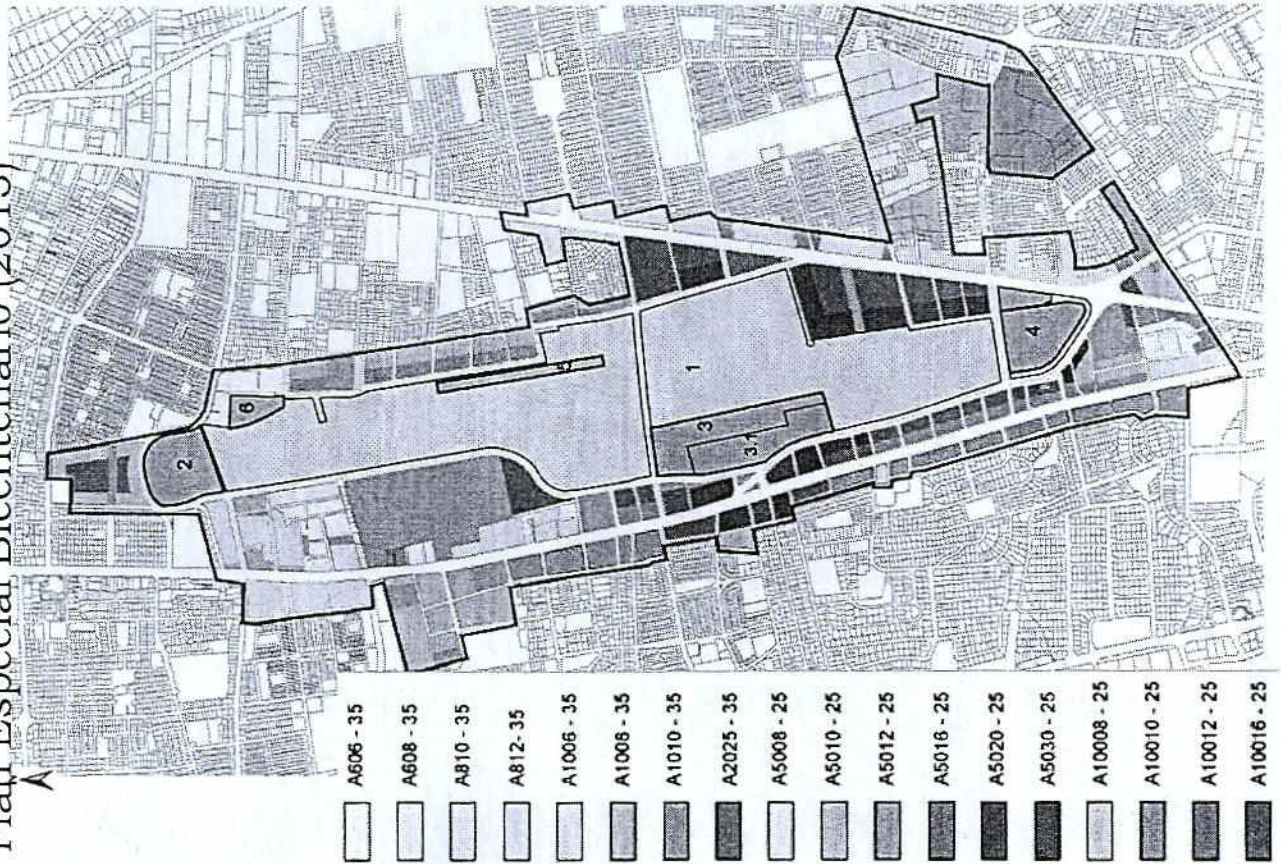 Plan Especial Bicentenario (2013)
A606 - 35
A608 - 35
A810 - 35
A812- 35
A1006 - 35
A1008 - 35
A1010 - 35
A2025 - 35
A5008 - 25
A5010 - 25
A5012 - 25
A5016 - 25
A5020 - 25
A5030 - 25
A10008 - 25
A10010 - 25
A10012 - 25
A10016 - 25
2
6
5
1
3
3.1
4